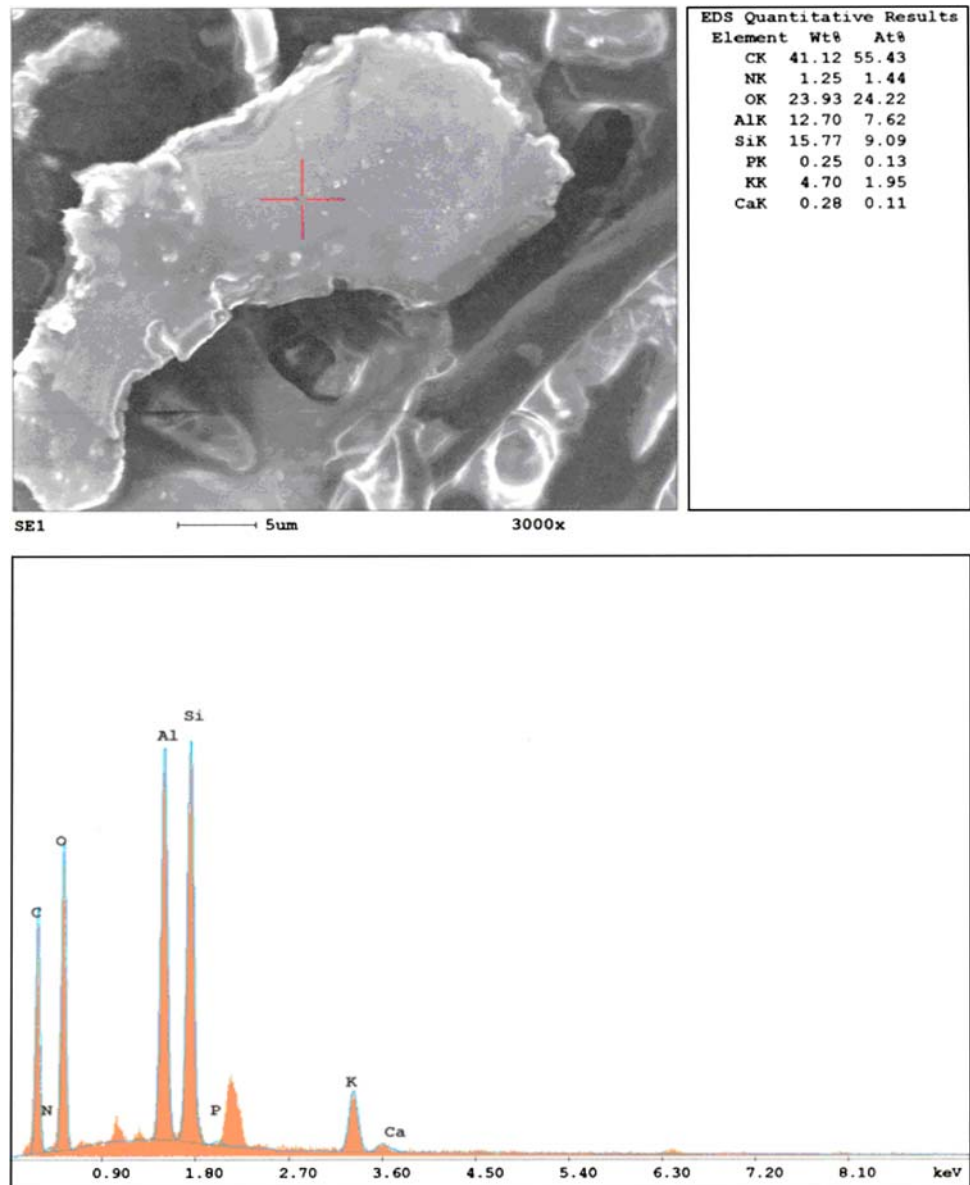 EDS Quantitative Results
Element Wt% At%
CK 41.12 55.43
NK 1.25 1.44
OK 23.93 24.22
AlK 12.70 7.62
SiK 15.77 9.09
PK 0.25 0.13
KK 4.70 1.95
CaK 0.28 0.11
SE1 5um 3000x
Si
Al
O
C
N
P
K
Ca
0.90 1.80 2.70 3.60 4.50 5.40 6.30 7.20 8.10 keV